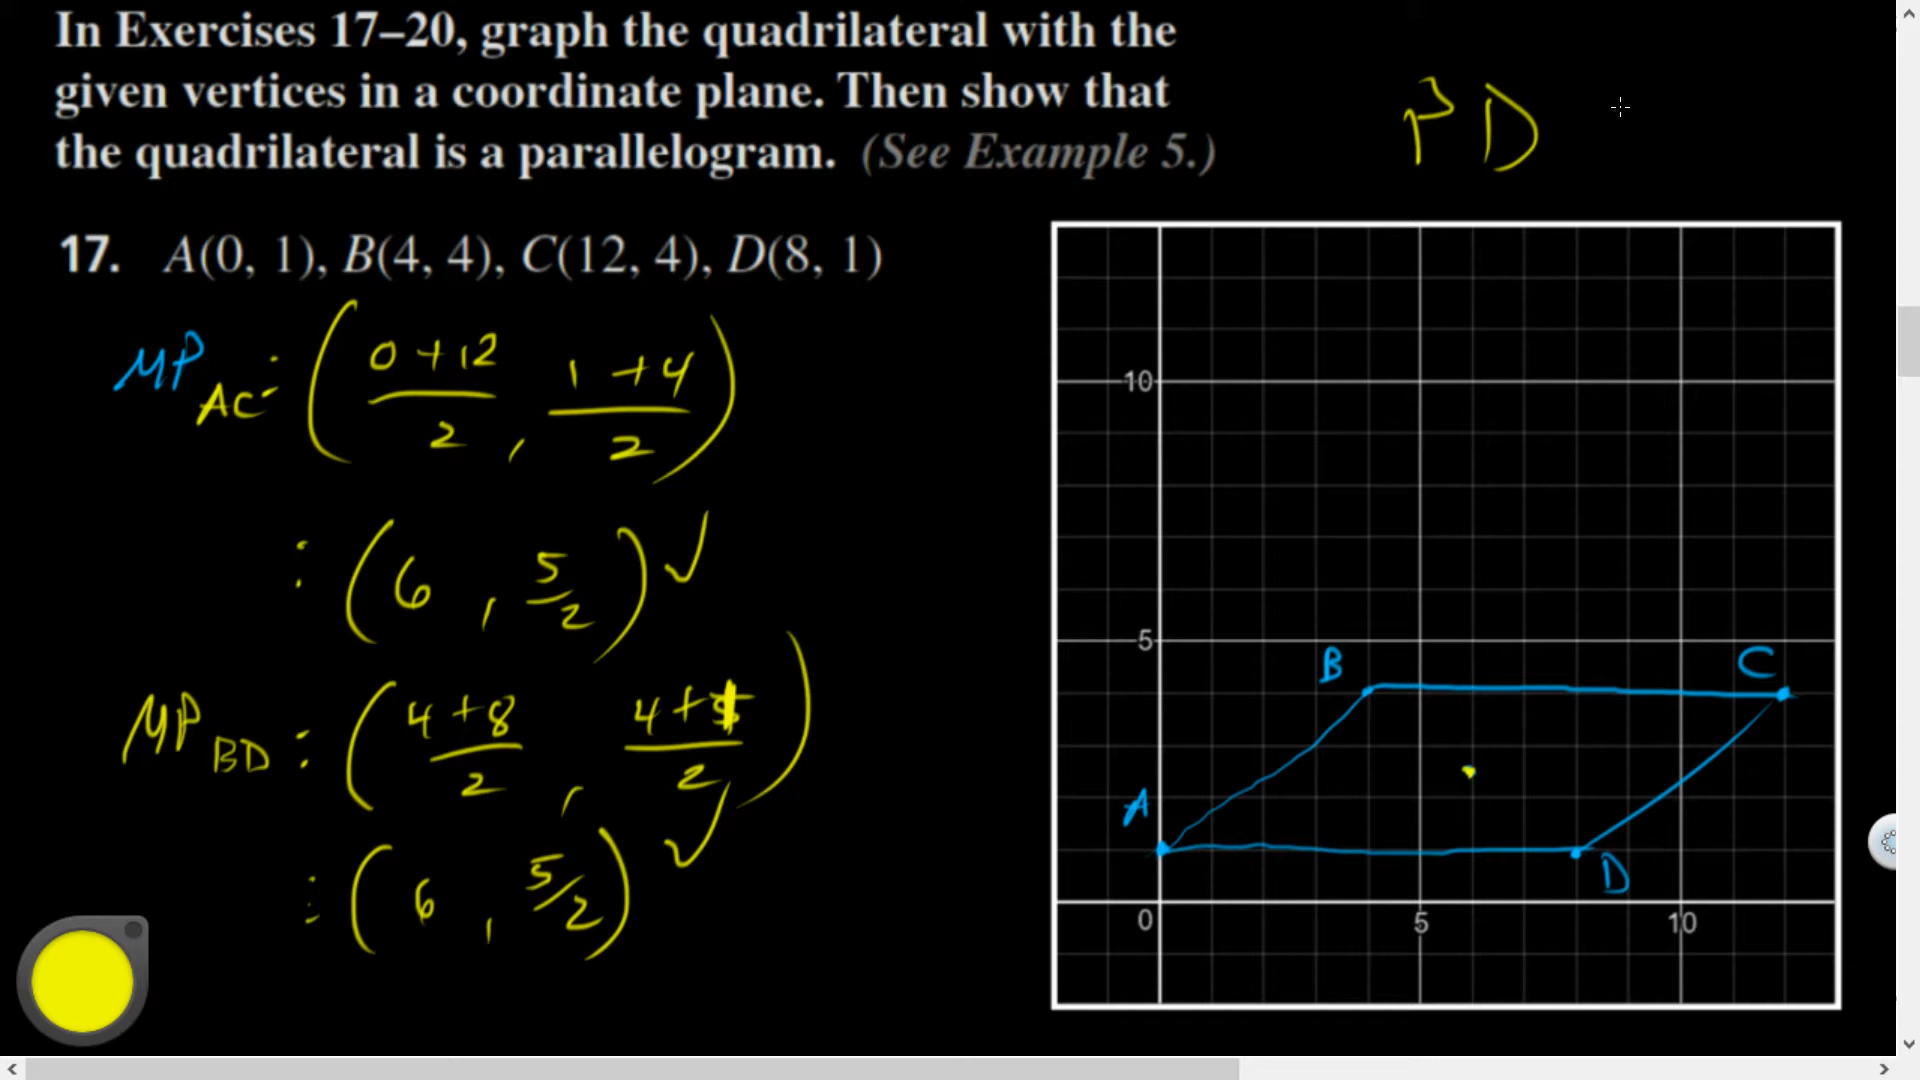 In Exercises 17–20, graph the quadrilateral with the
given vertices in a coordinate plane. Then show that
the quadrilateral is a parallelogram. (See Example 5.)
PD
17. A(0, 1), B(4, 4), C(12, 4), D(8, 1)
MP AC : ( 0+12 / 2 , 1+4 / 2 )
: ( 6 , 5/2 ) ✓
MP BD : ( 4+8 / 2 , 4+1 / 2 )
: ( 6 , 5/2 ) ✓
10
5
B
C
A
D
0
5
10